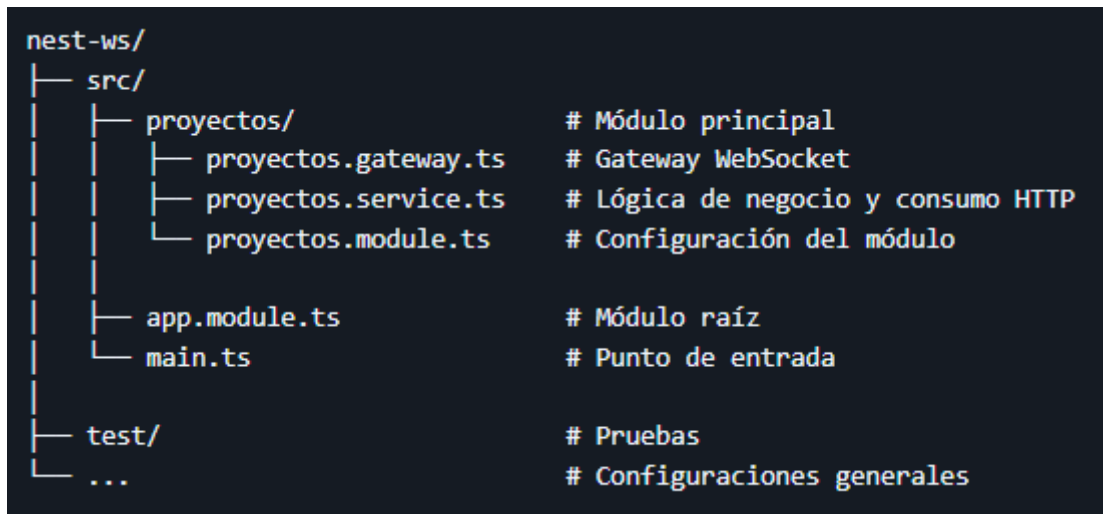 nest-ws/
├── src/
│   ├── proyectos/                # Módulo principal
│   │   ├── proyectos.gateway.ts   # Gateway WebSocket
│   │   ├── proyectos.service.ts   # Lógica de negocio y consumo HTTP
│   │   └── proyectos.module.ts    # Configuración del módulo
│   │
│   ├── app.module.ts             # Módulo raíz
│   └── main.ts                   # Punto de entrada
│
├── test/                         # Pruebas
└── ...                           # Configuraciones generales